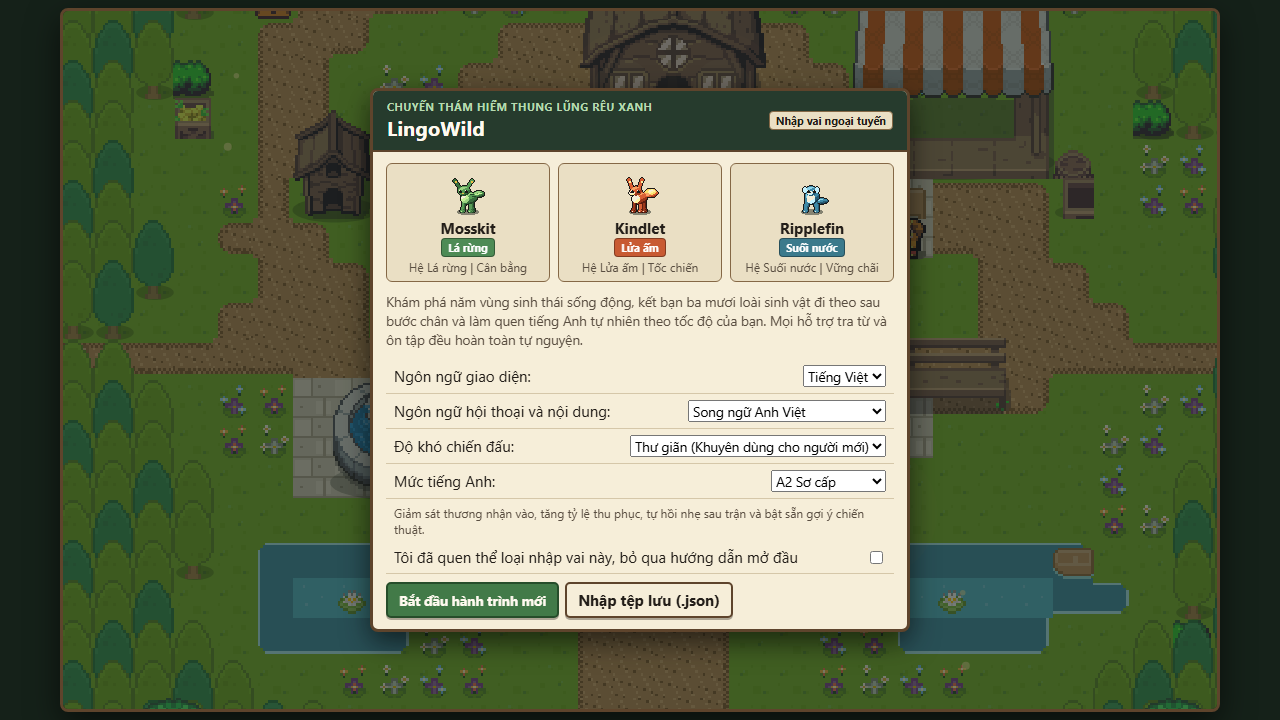 CHUYẾN THÁM HIỂM THUNG LŨNG RÊU XANH
LingoWild
Nhập vai ngoại tuyến
Mosskit
Lá rừng
Hệ Lá rừng | Cân bằng
Kindlet
Lửa ấm
Hệ Lửa ấm | Tốc chiến
Ripplefin
Suối nước
Hệ Suối nước | Vững chãi
Khám phá năm vùng sinh thái sống động, kết bạn ba mươi loài sinh vật đi theo sau
bước chân và làm quen tiếng Anh tự nhiên theo tốc độ của bạn. Mọi hỗ trợ tra từ và
ôn tập đều hoàn toàn tự nguyện.
Ngôn ngữ giao diện:
Tiếng Việt
Ngôn ngữ hội thoại và nội dung:
Song ngữ Anh Việt
Độ khó chiến đấu:
Thư giãn (Khuyên dùng cho người mới)
Mức tiếng Anh:
A2 Sơ cấp
Giảm sát thương nhận vào, tăng tỷ lệ thu phục, tự hồi nhẹ sau trận và bật sẵn gợi ý chiến
thuật.
Tôi đã quen thể loại nhập vai này, bỏ qua hướng dẫn mở đầu
Bắt đầu hành trình mới
Nhập tệp lưu (.json)